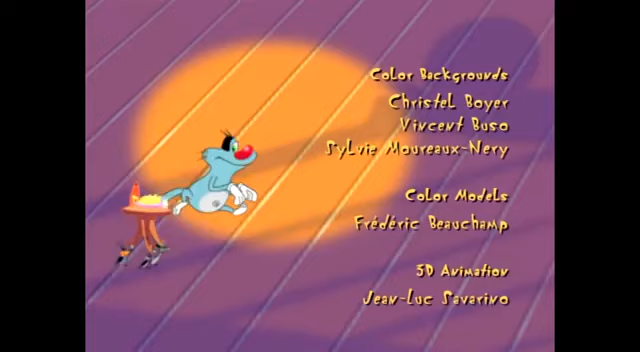 Color Backgrounds
Christel Boyer
Vincent Buso
Sylvie Moureaux-Nery
Color Models
Frédéric Beauchamp
3D Animation
Jean-Luc Savarino